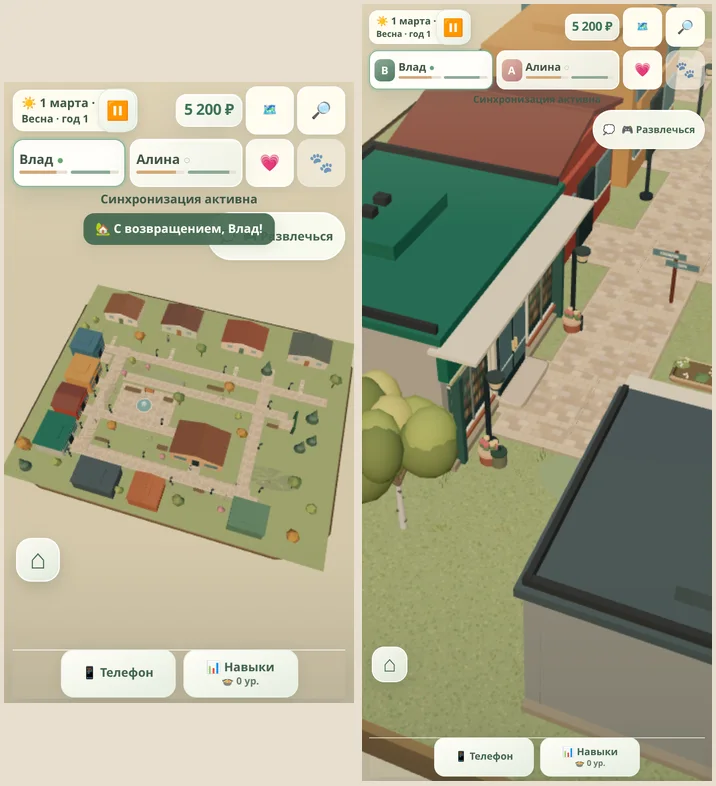 1 марта ·
Весна · год 1
5 200 ₽
Влад
Алина
Синхронизация активна
С возвращением, Влад!
Развлечься
Телефон
Навыки
0 ур.
1 марта ·
Весна · год 1
5 200 ₽
В Влад
А Алина
Синхронизация активна
Развлечься
Телефон
Навыки
0 ур.